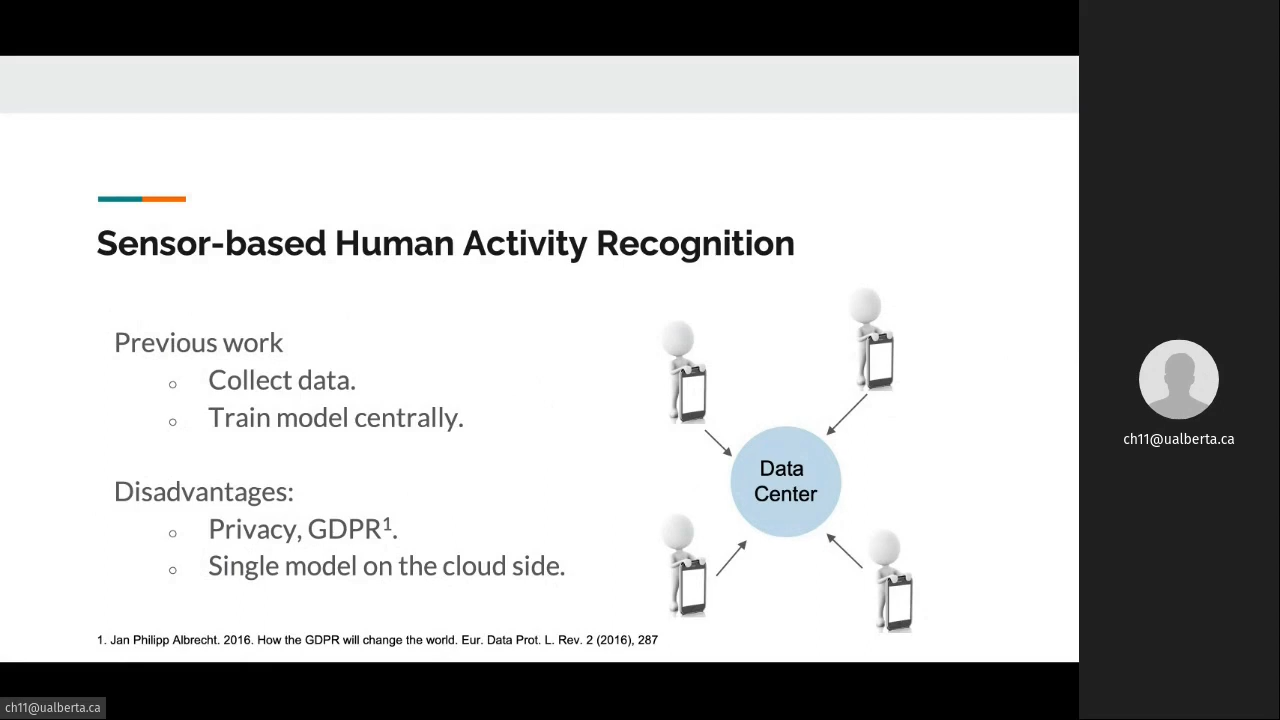 Sensor-based Human Activity Recognition
Previous work
○ Collect data.
○ Train model centrally.
Disadvantages:
○ Privacy, GDPR¹.
○ Single model on the cloud side.
Data
Center
1. Jan Philipp Albrecht. 2016. How the GDPR will change the world. Eur. Data Prot. L. Rev. 2 (2016), 287
ch11@ualberta.ca
ch11@ualberta.ca